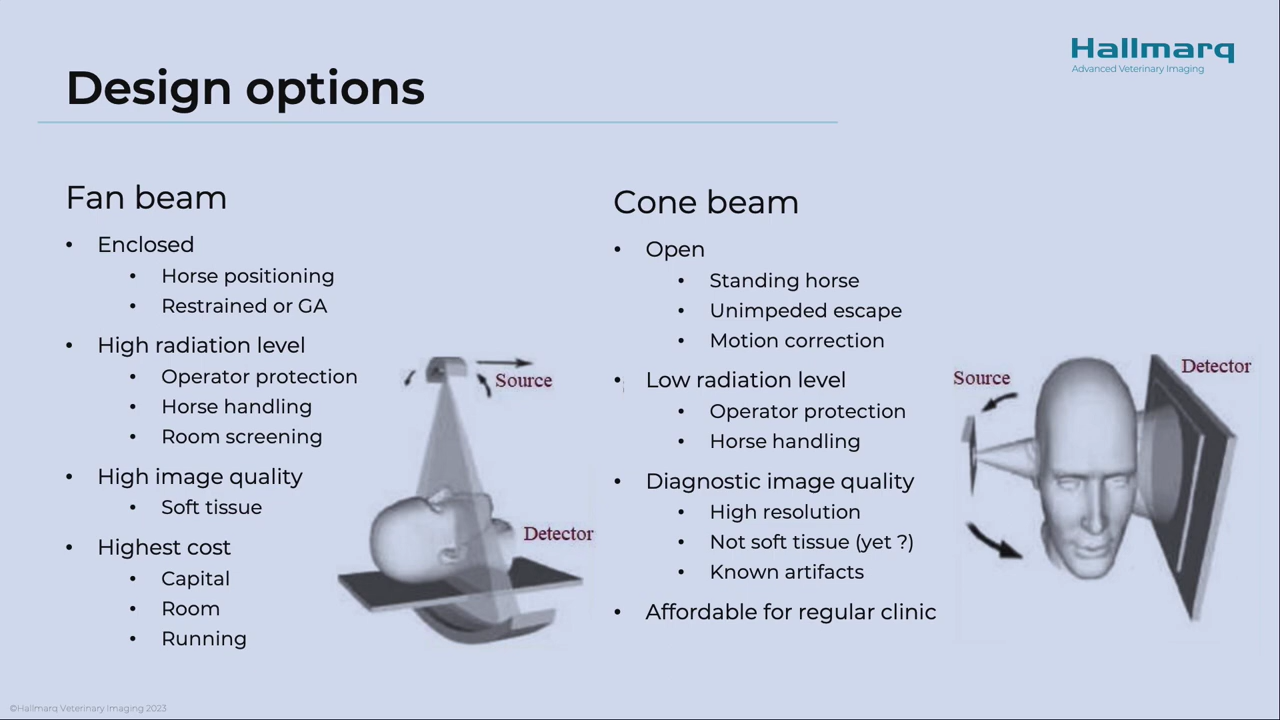 Hallmarq
Advanced Veterinary Imaging
Design options
Fan beam
• Enclosed
• Horse positioning
• Restrained or GA
• High radiation level
• Operator protection
• Horse handling
• Room screening
• High image quality
• Soft tissue
• Highest cost
• Capital
• Room
• Running
Source
Detector
Cone beam
• Open
• Standing horse
• Unimpeded escape
• Motion correction
• Low radiation level
• Operator protection
• Horse handling
• Diagnostic image quality
• High resolution
• Not soft tissue (yet ?)
• Known artifacts
• Affordable for regular clinic
Source
Detector
©Hallmarq Veterinary Imaging 2023